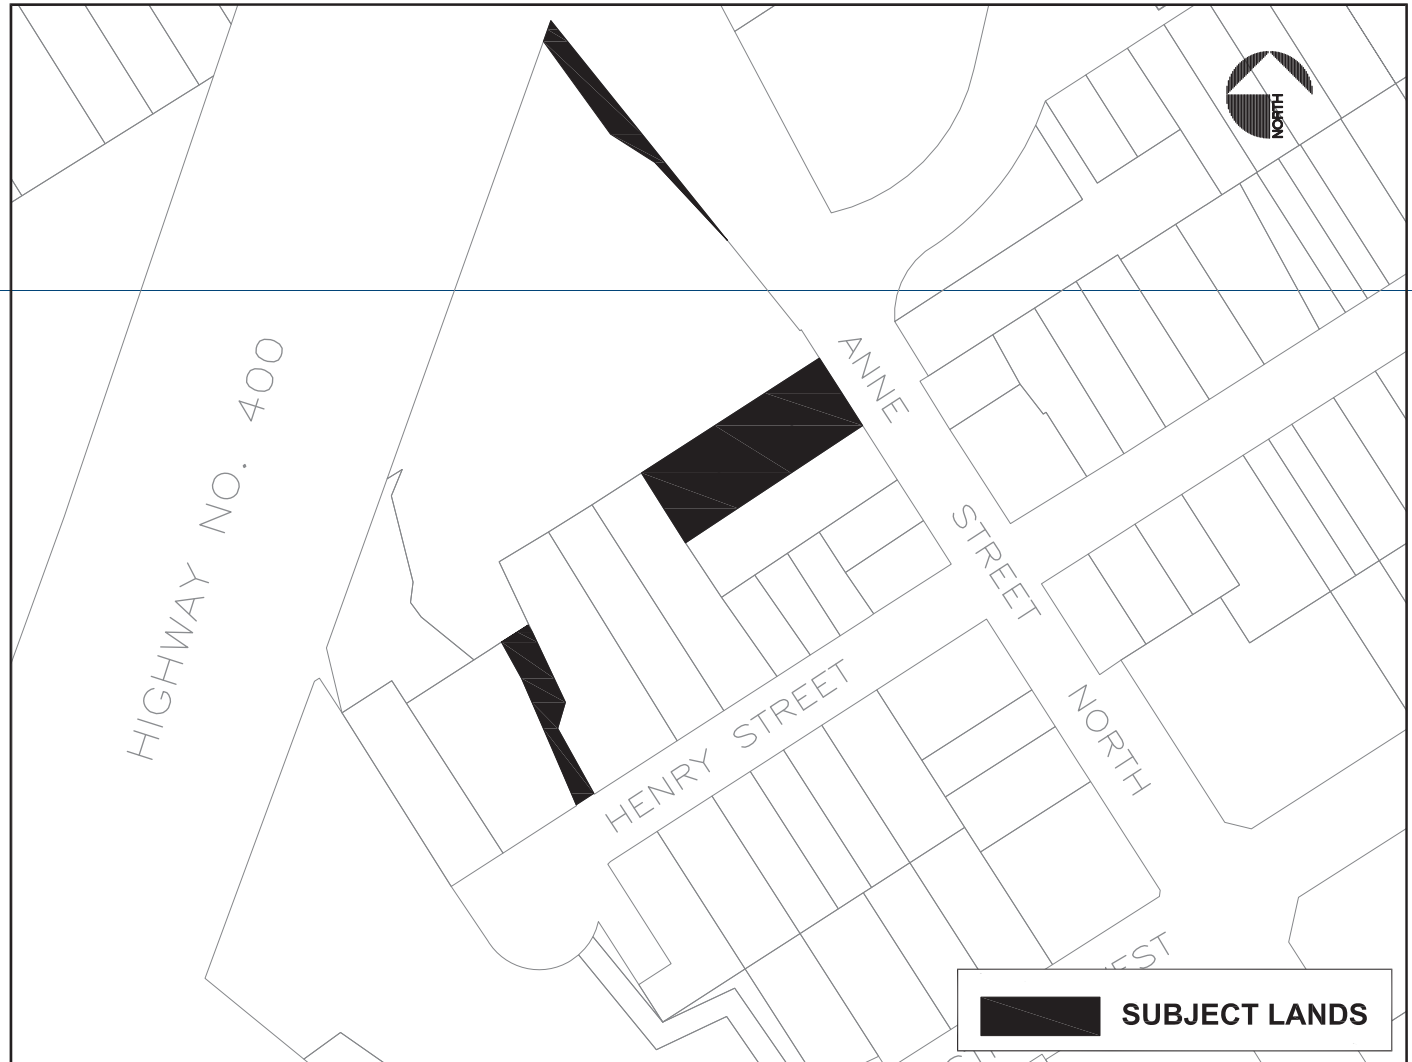 NORTH
HIGHWAY NO. 400
ANNE STREET NORTH
HENRY STREET
SUBJECT LANDS